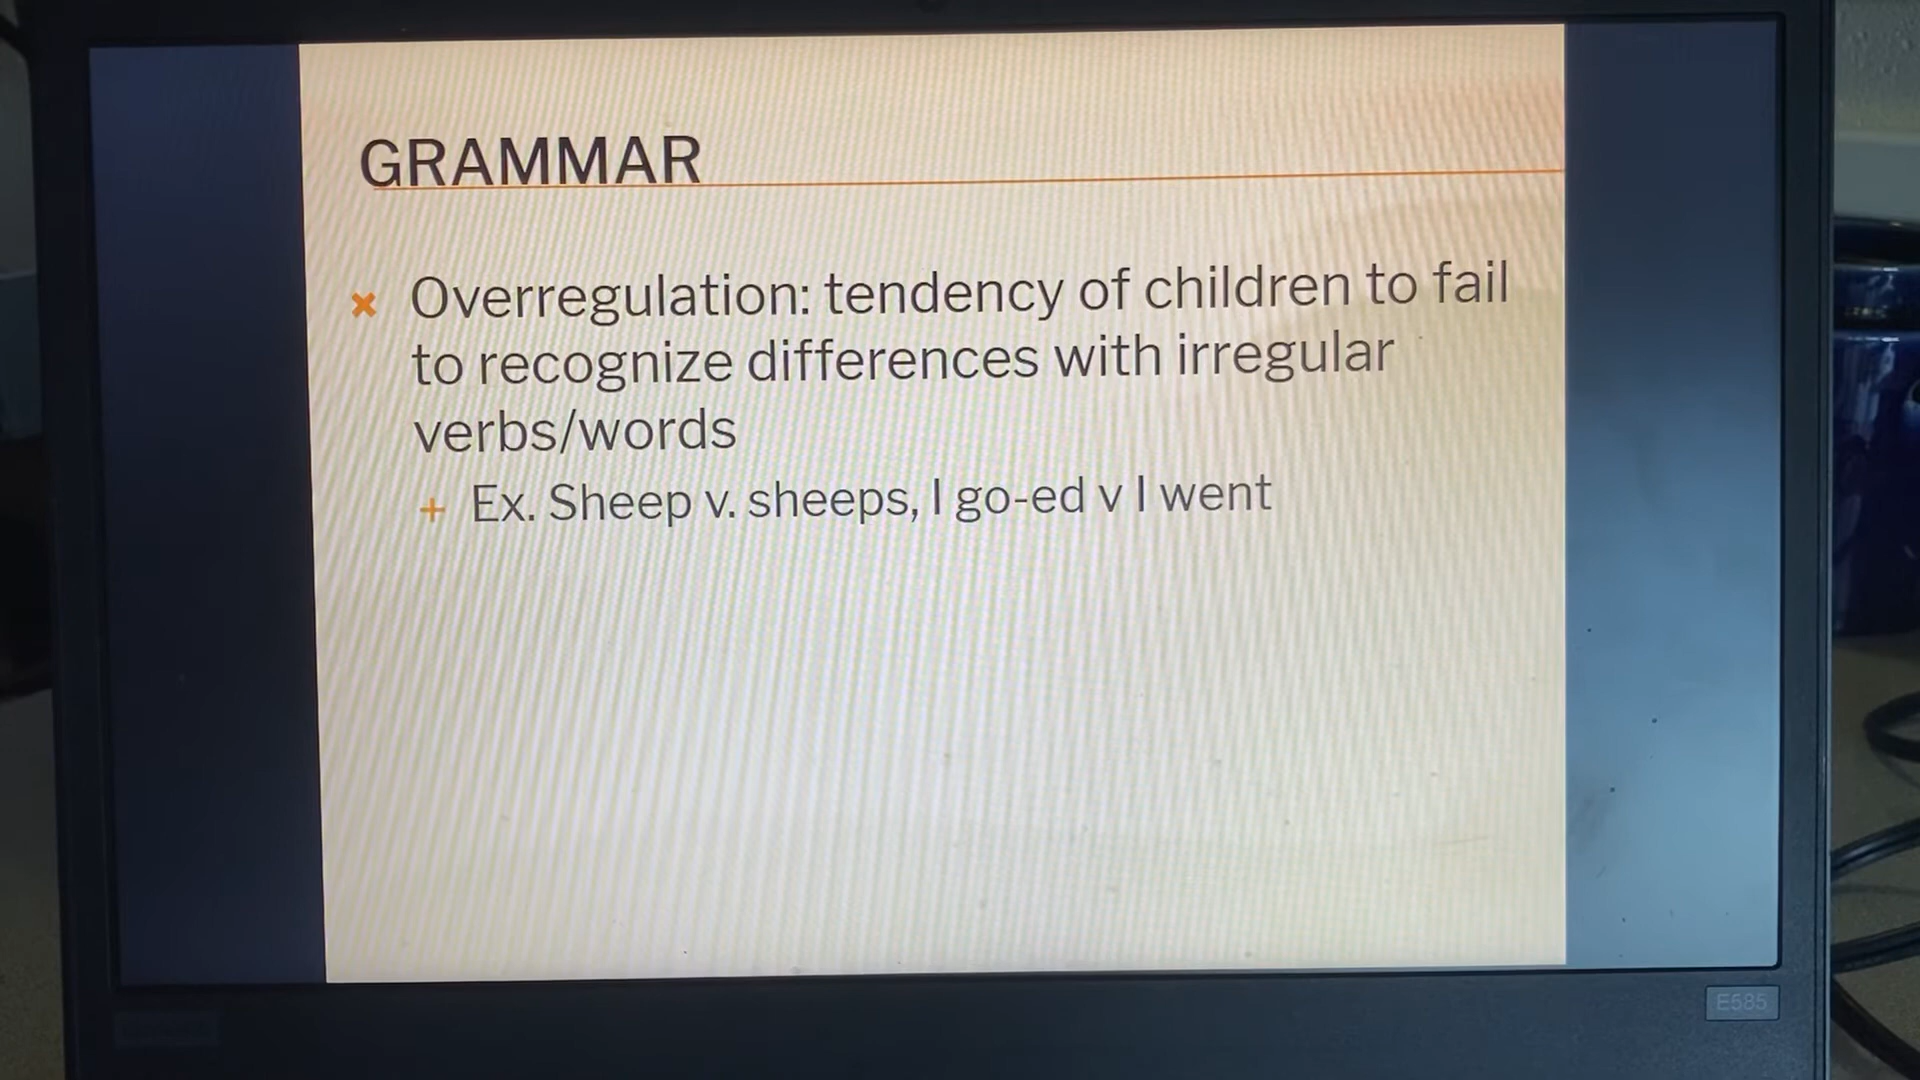 GRAMMAR
Overregulation: tendency of children to fail
to recognize differences with irregular
verbs/words
Ex. Sheep v. sheeps, I go-ed v I went
E585